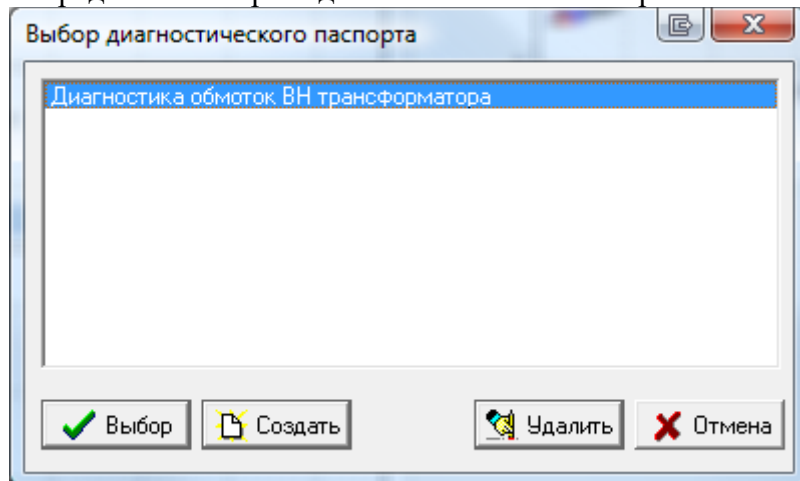 Выбор диагностического паспорта
Диагностика обмоток ВН трансформатора
Выбор
Создать
Удалить
Отмена